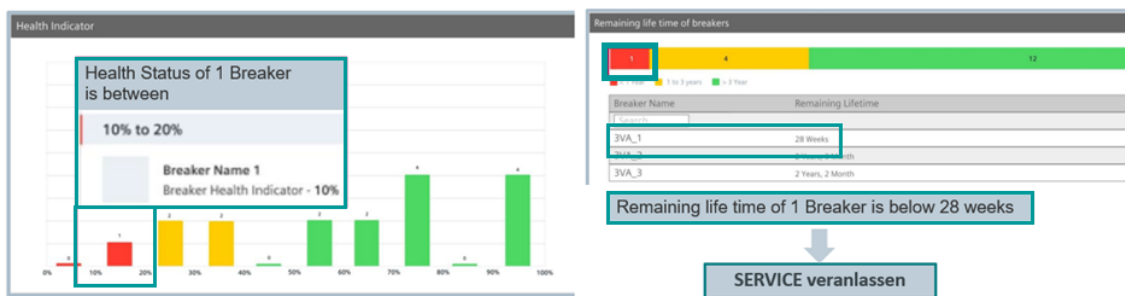 Health Indicator
Health Status of 1 Breaker
is between
10% to 20%
Breaker Name 1
Breaker Health Indicator - 10%
0
1
2
2
0
2
2
4
0
4
0%
10%
20%
30%
40%
50%
60%
70%
80%
90%
100%
Remaining life time of breakers
1
4
12
1 to 3 years
> 3 Year
Breaker Name
Remaining Lifetime
Search
3VA_1
28 Weeks
3VA_3
2 Years, 2 Month
Remaining life time of 1 Breaker is below 28 weeks
SERVICE veranlassen